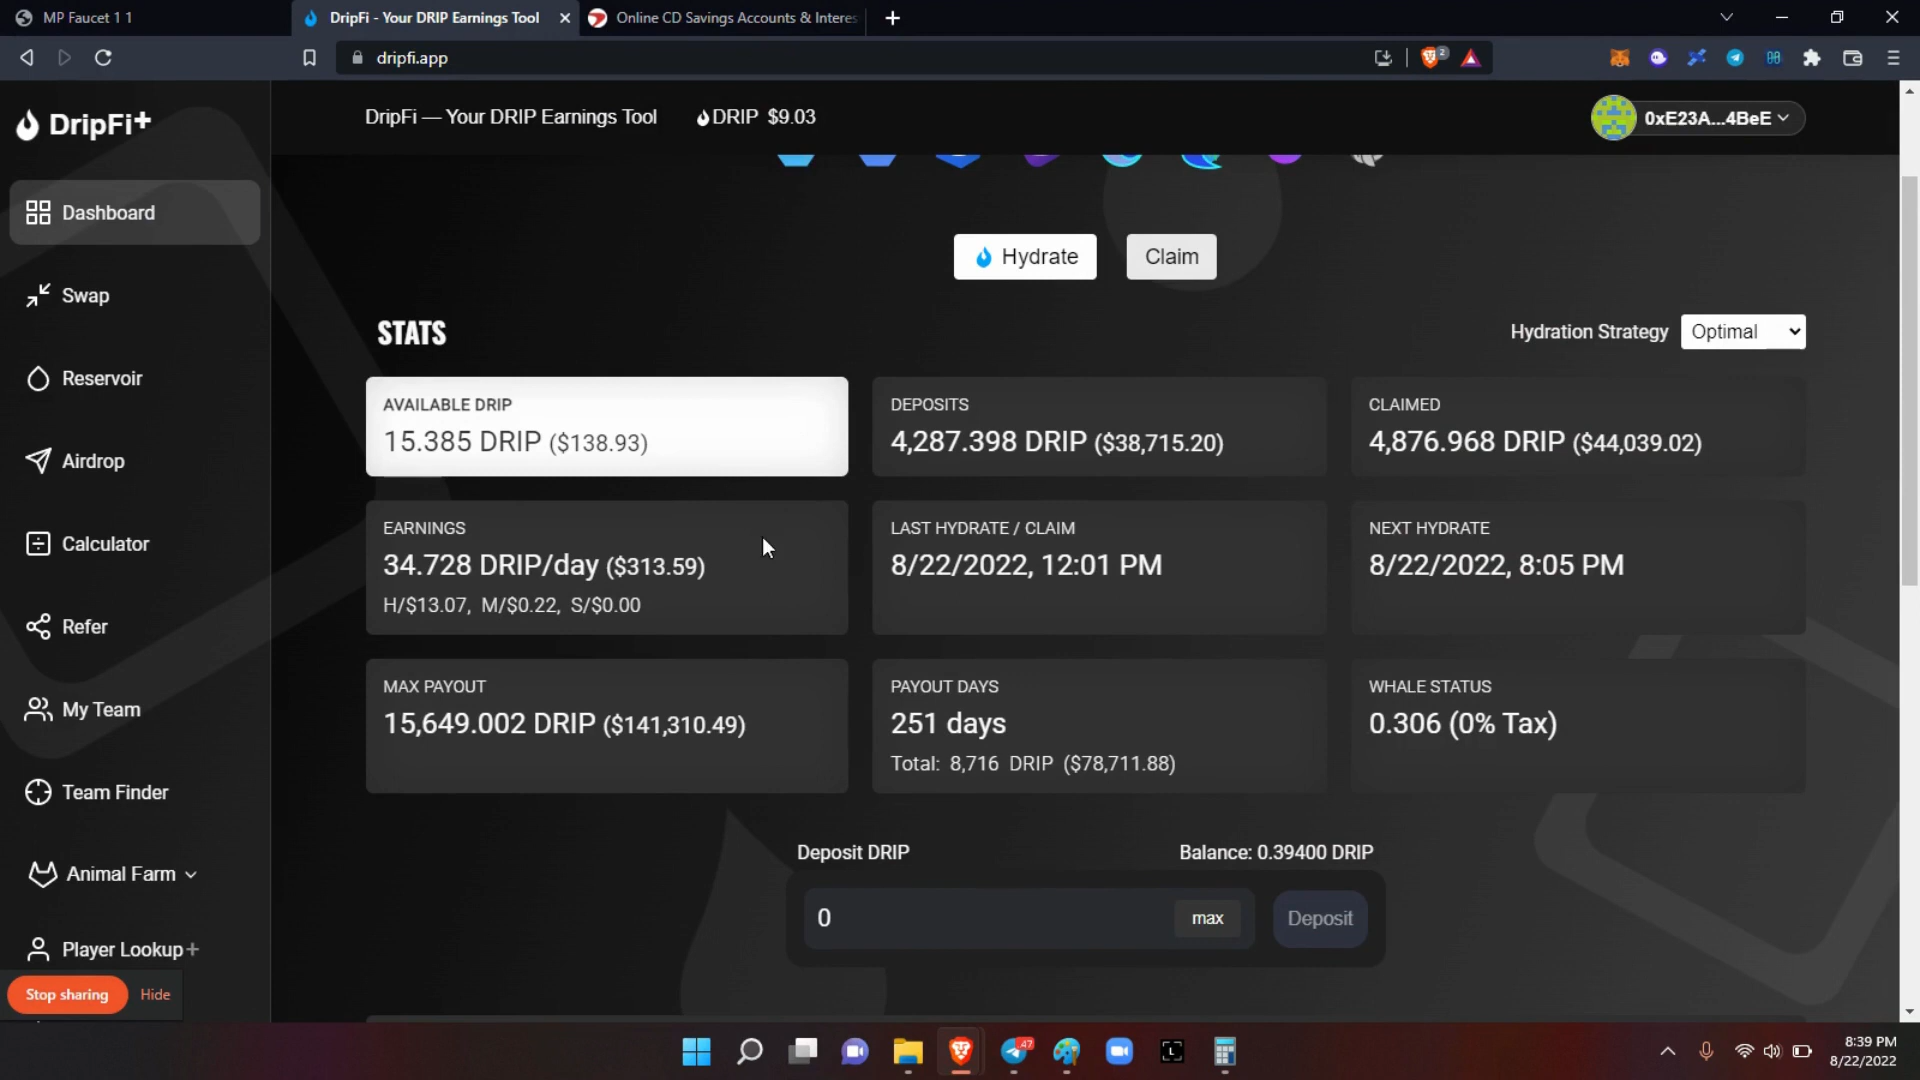 MP Faucet 1 1
DripFi - Your DRIP Earnings Tool
Online CD Savings Accounts & Interes
dripfi.app
2
DripFi+
DripFi — Your DRIP Earnings Tool
DRIP $9.03
0xE23A...4BeE
Dashboard
Swap
Reservoir
Airdrop
Calculator
Refer
My Team
Team Finder
Animal Farm
Player Lookup+
Stop sharing
Hide
Hydrate
Claim
STATS
Hydration Strategy
Optimal
AVAILABLE DRIP
15.385 DRIP ($138.93)
DEPOSITS
4,287.398 DRIP ($38,715.20)
CLAIMED
4,876.968 DRIP ($44,039.02)
EARNINGS
34.728 DRIP/day ($313.59)
H/$13.07, M/$0.22, S/$0.00
LAST HYDRATE / CLAIM
8/22/2022, 12:01 PM
NEXT HYDRATE
8/22/2022, 8:05 PM
MAX PAYOUT
15,649.002 DRIP ($141,310.49)
PAYOUT DAYS
251 days
Total: 8,716 DRIP ($78,711.88)
WHALE STATUS
0.306 (0% Tax)
Deposit DRIP
Balance: 0.39400 DRIP
0
max
Deposit
47
L
8:39 PM
8/22/2022